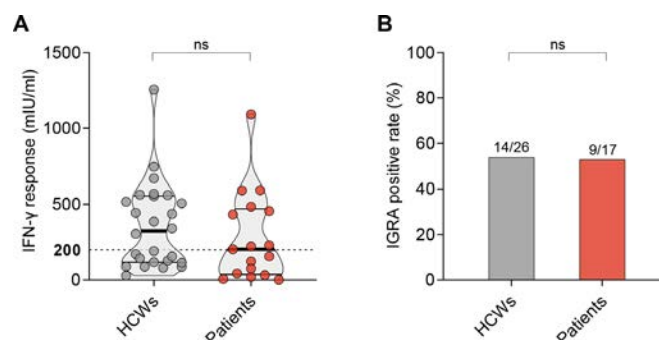 A
ns
1500
1000
500
200
0
IFN-γ response (mIU/ml)
HCWs
Patients
B
ns
100
80
60
40
20
0
IGRA positive rate (%)
14/26
9/17
HCWs
Patients